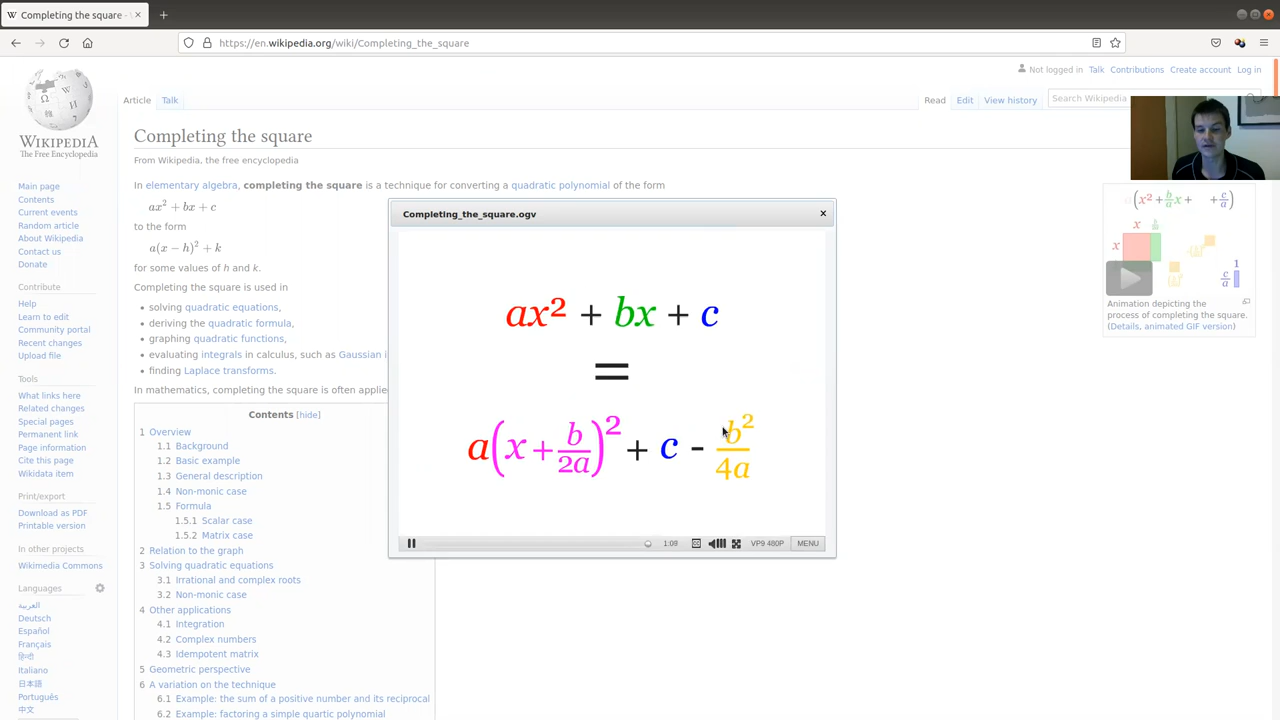 Completing the square -
https://en.wikipedia.org/wiki/Completing_the_square
Not logged in Talk Contributions Create account Log in
Article Talk Read Edit View history Search Wikipedia
WIKIPEDIA
The Free Encyclopedia
Main page
Contents
Current events
Random article
About Wikipedia
Contact us
Donate
Contribute
Help
Learn to edit
Community portal
Recent changes
Upload file
Tools
What links here
Related changes
Special pages
Permanent link
Page information
Cite this page
Wikidata item
Print/export
Download as PDF
Printable version
In other projects
Wikimedia Commons
Languages
العربية
Deutsch
Español
Français
हिन्दी
Italiano
日本語
Português
中文
Completing the square
From Wikipedia, the free encyclopedia
In elementary algebra, completing the square is a technique for converting a quadratic polynomial of the form
ax² + bx + c
to the form
a(x − h)² + k
for some values of h and k.
Completing the square is used in
• solving quadratic equations,
• deriving the quadratic formula,
• graphing quadratic functions,
• evaluating integrals in calculus, such as Gaussian i
• finding Laplace transforms.
In mathematics, completing the square is often applied
Contents [hide]
1 Overview
1.1 Background
1.2 Basic example
1.3 General description
1.4 Non-monic case
1.5 Formula
1.5.1 Scalar case
1.5.2 Matrix case
2 Relation to the graph
3 Solving quadratic equations
3.1 Irrational and complex roots
3.2 Non-monic case
4 Other applications
4.1 Integration
4.2 Complex numbers
4.3 Idempotent matrix
5 Geometric perspective
6 A variation on the technique
6.1 Example: the sum of a positive number and its reciprocal
6.2 Example: factoring a simple quartic polynomial
Completing_the_square.ogv
ax² + bx + c
=
a(x + b/2a)² + c - b²/4a
1:09 CC VP9 480P MENU
a(x² + b/a x + + c/a)
x
x
1
c/a
Animation depicting the
process of completing the square.
(Details, animated GIF version)